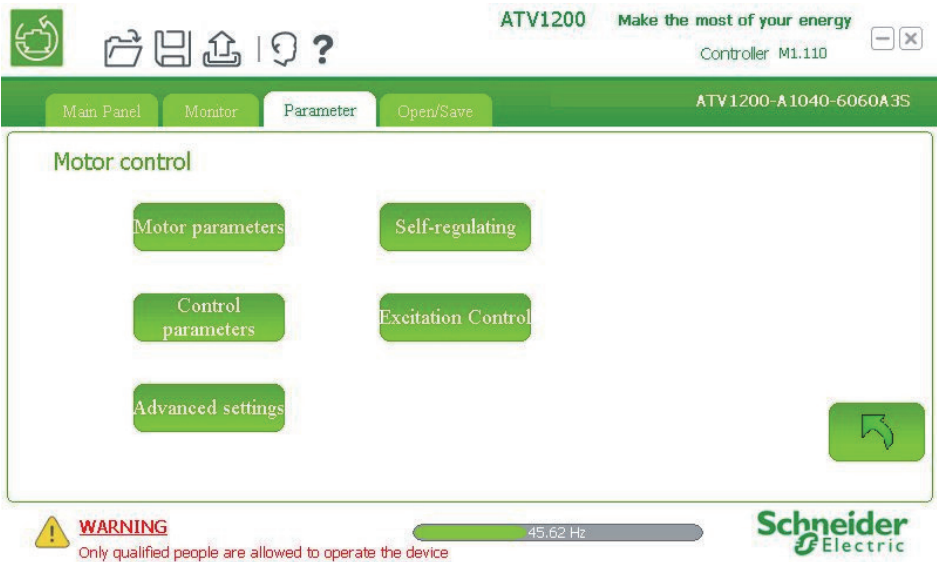 ATV1200 Make the most of your energy
? Controller M1.110
Main Panel Monitor Parameter Open/Save ATV1200-A1040-6060A3S
Motor control
Motor parameters Self-regulating
Control
parameters
Excitation Control
Advanced settings
WARNING
Only qualified people are allowed to operate the device
45.62 Hz
Schneider
Electric